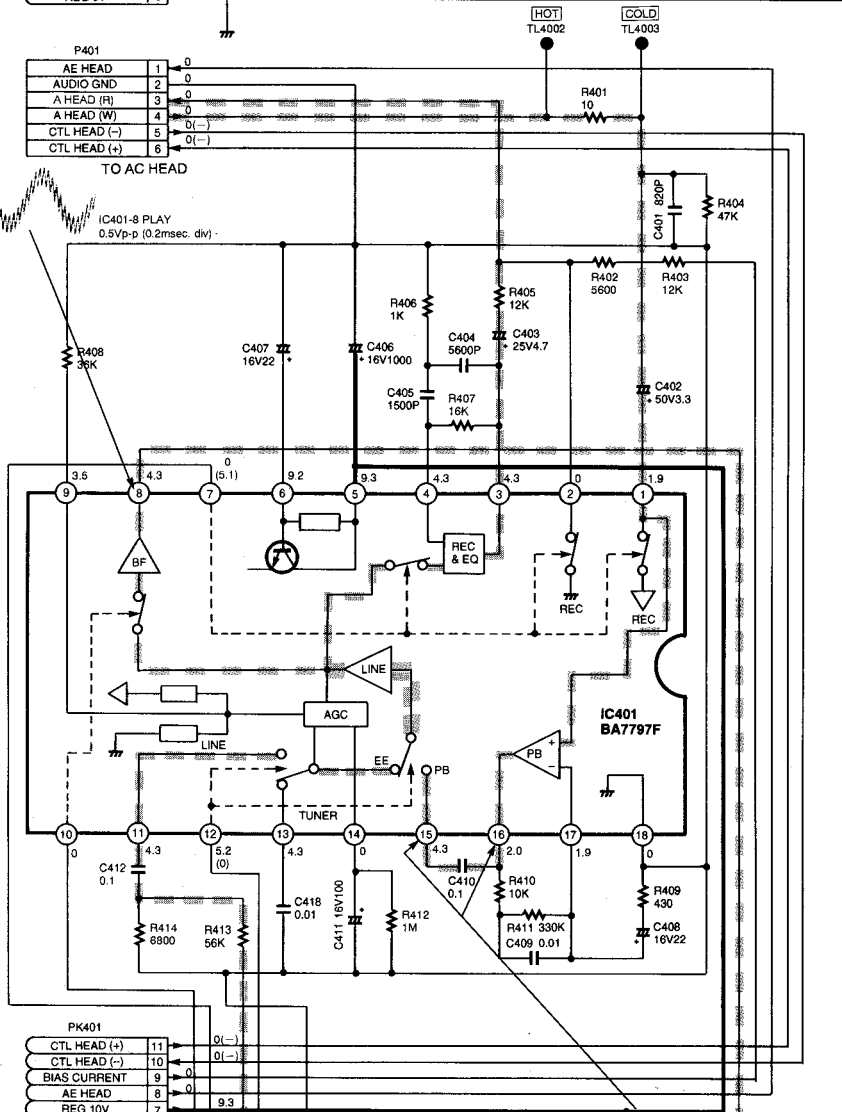 HOT
COLD
TL4002
TL4003
P401
AE HEAD 1 0
AUDIO GND 2 0
A HEAD (R) 3 0
A HEAD (W) 4 0
CTL HEAD (−) 5 0(−)
CTL HEAD (+) 6 0(−)
TO AC HEAD
R401
10
IC401-8 PLAY
0.5Vp-p (0.2msec. div)
C401 820P
R404
47K
R402
5600
R403
12K
R406
1K
R405
12K
C404
5600P
C403
+ 25V4.7
R408
36K
C407
16V22 +
C406
+ 16V1000
C405
1500P
R407
16K
C402
+ 50V3.3
3.5
4.3
0
(5.1)
9.2
9.3
4.3
4.3
0
1.9
9
8
7
6
5
4
3
2
1
BF
REC
& EQ
REC
REC
LINE
AGC
LINE
EE
PB
PB
+
−
IC401
BA7797F
TUNER
10
11
12
13
14
15
16
17
18
0
4.3
5.2
(0)
4.3
0
4.3
2.0
1.9
0
C412
0.1
C410
0.1
R410
10K
R409
430
C418
0.01
C411 16V100
+
R412
1M
R411 330K
C409 0.01
C408
+ 16V22
R414
6800
R413
56K
PK401
CTL HEAD (+) 11 0(−)
CTL HEAD (−) 10 0(−)
BIAS CURRENT 9 0
AE HEAD 8 0
REG 10V 7 9.3